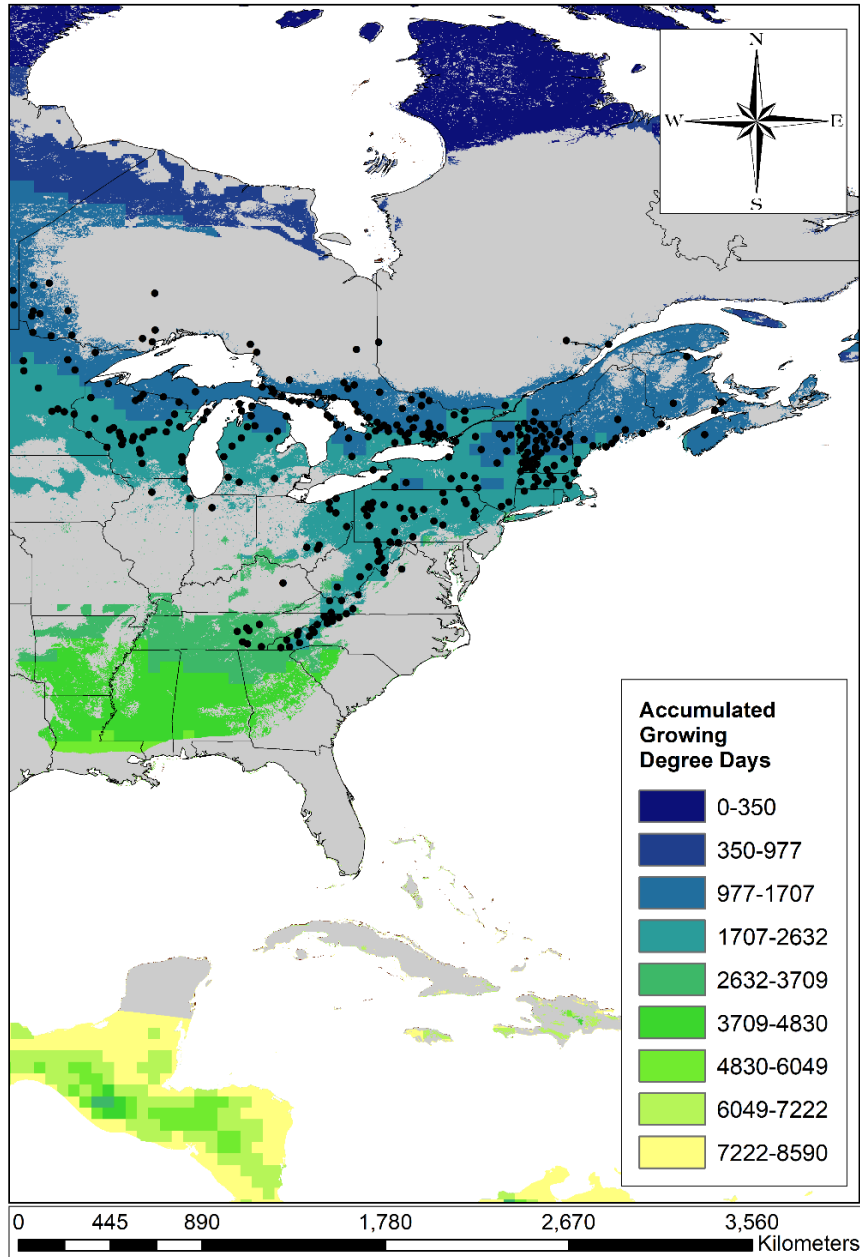 N
W E
S
Accumulated
Growing
Degree Days
0-350
350-977
977-1707
1707-2632
2632-3709
3709-4830
4830-6049
6049-7222
7222-8590
0 445 890 1,780 2,670 3,560
Kilometers